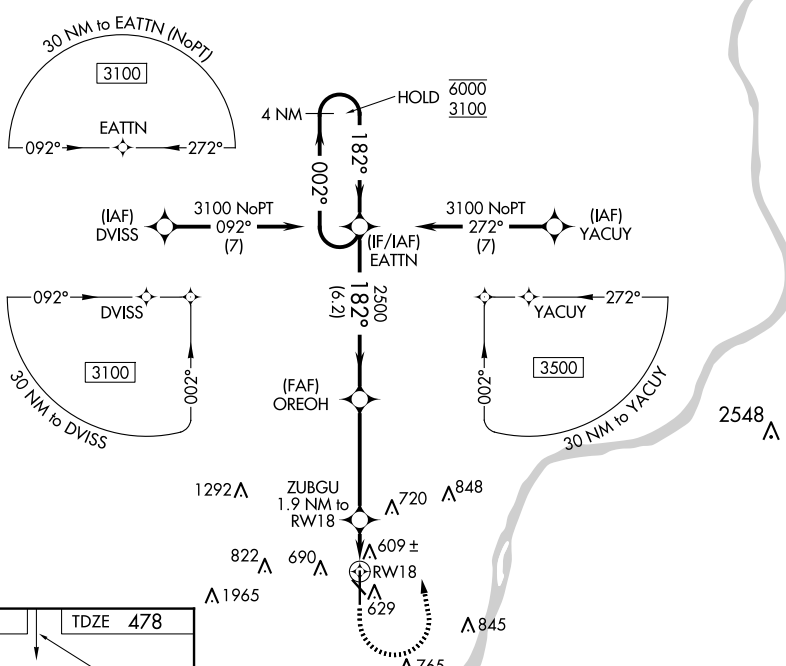 30 NM to EATTN (NoPT)
3100
EATTN
092°
272°
4 NM
HOLD
6000
3100
182°
002°
(IAF)
DVISS
3100 NoPT
092°
(7)
(IF/IAF)
EATTN
3100 NoPT
272°
(7)
(IAF)
YACUY
092°
DVISS
3100
002°
30 NM to DVISS
2500
182°
(6.2)
272°
YACUY
3500
002°
30 NM to YACUY
(FAF)
OREOH
2548
1292
ZUBGU
1.9 NM to
RW18
720
848
822
690
609 ±
RW18
1965
629
845
765
TDZE 478